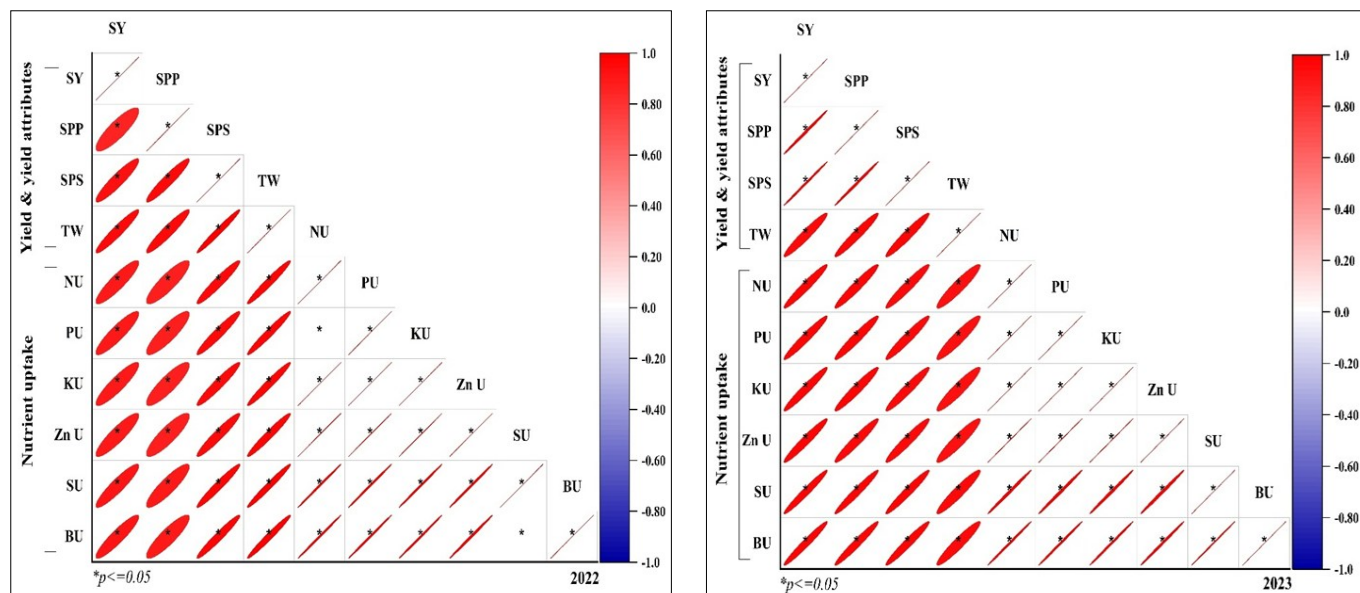 SY
SY * SPP
SPP * * SPS
SPS * * * TW
TW * * * * NU
NU * * * * * PU
PU * * * * * * KU
KU * * * * * * * Zn U
Zn U * * * * * * * * SU
SU * * * * * * * * * BU
BU * * * * * * * * * *
Yield & yield attributes
Nutrient uptake
1.0
0.80
0.60
0.40
0.20
0.0
-0.20
-0.40
-0.60
-0.80
-1.0
*p<=0.05
2022
SY
SY * SPP
SPP * * SPS
SPS * * * TW
TW * * * * NU
NU * * * * * PU
PU * * * * * * KU
KU * * * * * * * Zn U
Zn U * * * * * * * * SU
SU * * * * * * * * * BU
BU * * * * * * * * * *
Yield & yield attributes
Nutrient uptake
1.0
0.80
0.60
0.40
0.20
0.0
-0.20
-0.40
-0.60
-0.80
-1.0
*p<=0.05
2023